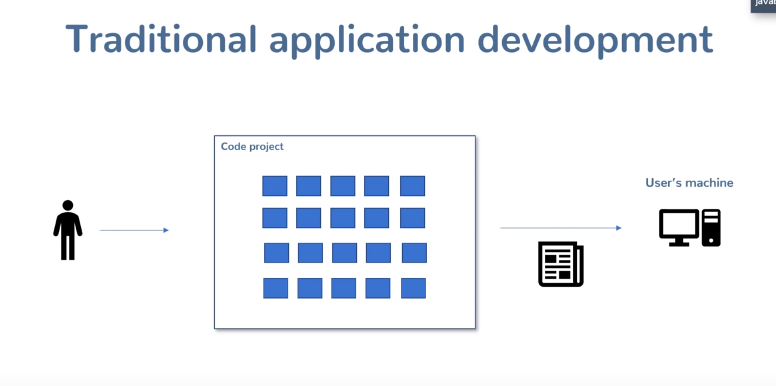 Traditional application development
Code project
User's machine